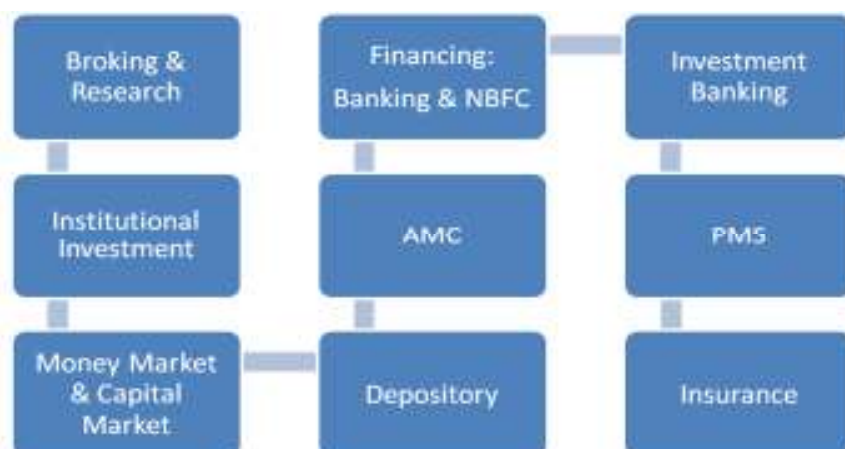 Broking &
Research
Financing:
Banking & NBFC
Investment
Banking
Institutional
Investment
AMC
PMS
Money Market
& Capital
Market
Depository
Insurance